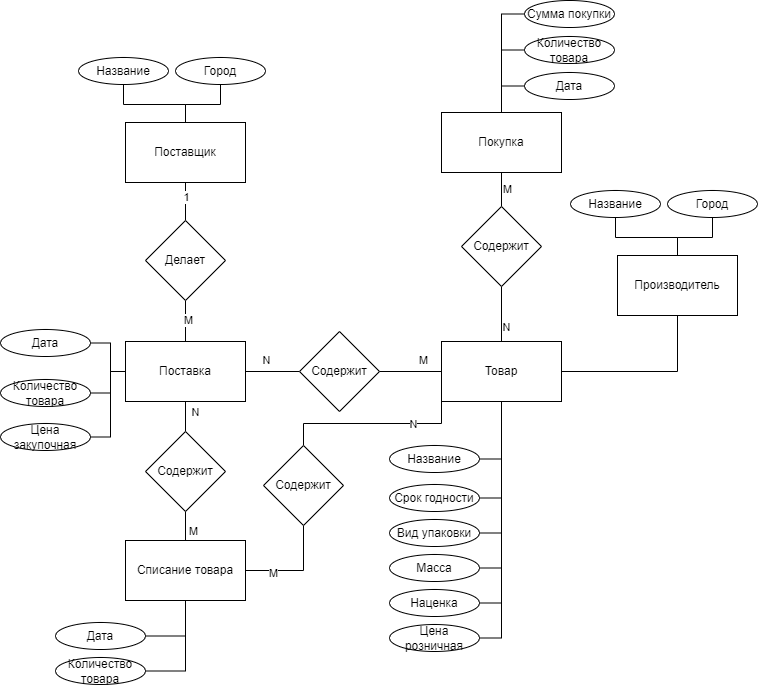 Сумма покупки
Количество
товара
Дата
Название
Город
Поставщик
Покупка
1
М
Название
Город
Делает
Содержит
Производитель
М
N
Дата
Поставка
N
Содержит
М
Товар
Количество
товара
Цена
закупочная
N
N
Содержит
Содержит
Название
Срок годности
М
Вид упаковки
Списание товара
М
Масса
Наценка
Дата
Цена
розничная
Количество
товара